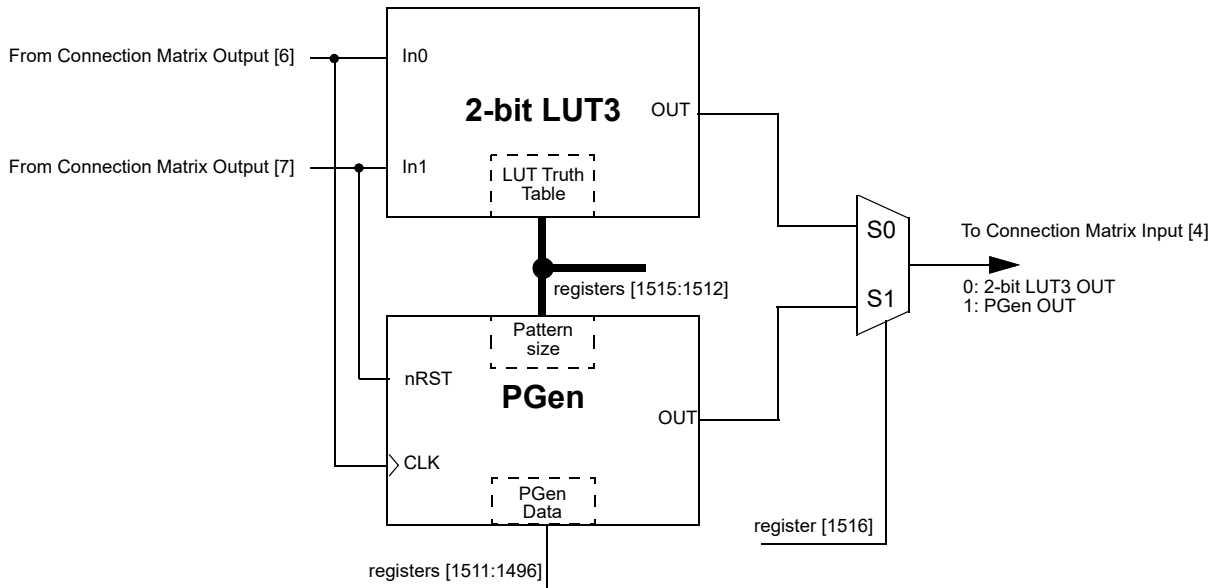 From Connection Matrix Output [6]
In0
2-bit LUT3
OUT
From Connection Matrix Output [7]
In1
LUT Truth
Table
S0
To Connection Matrix Input [4]
0: 2-bit LUT3 OUT
1: PGen OUT
registers [1515:1512]
S1
Pattern
size
nRST
PGen
OUT
CLK
PGen
Data
register [1516]
registers [1511:1496]